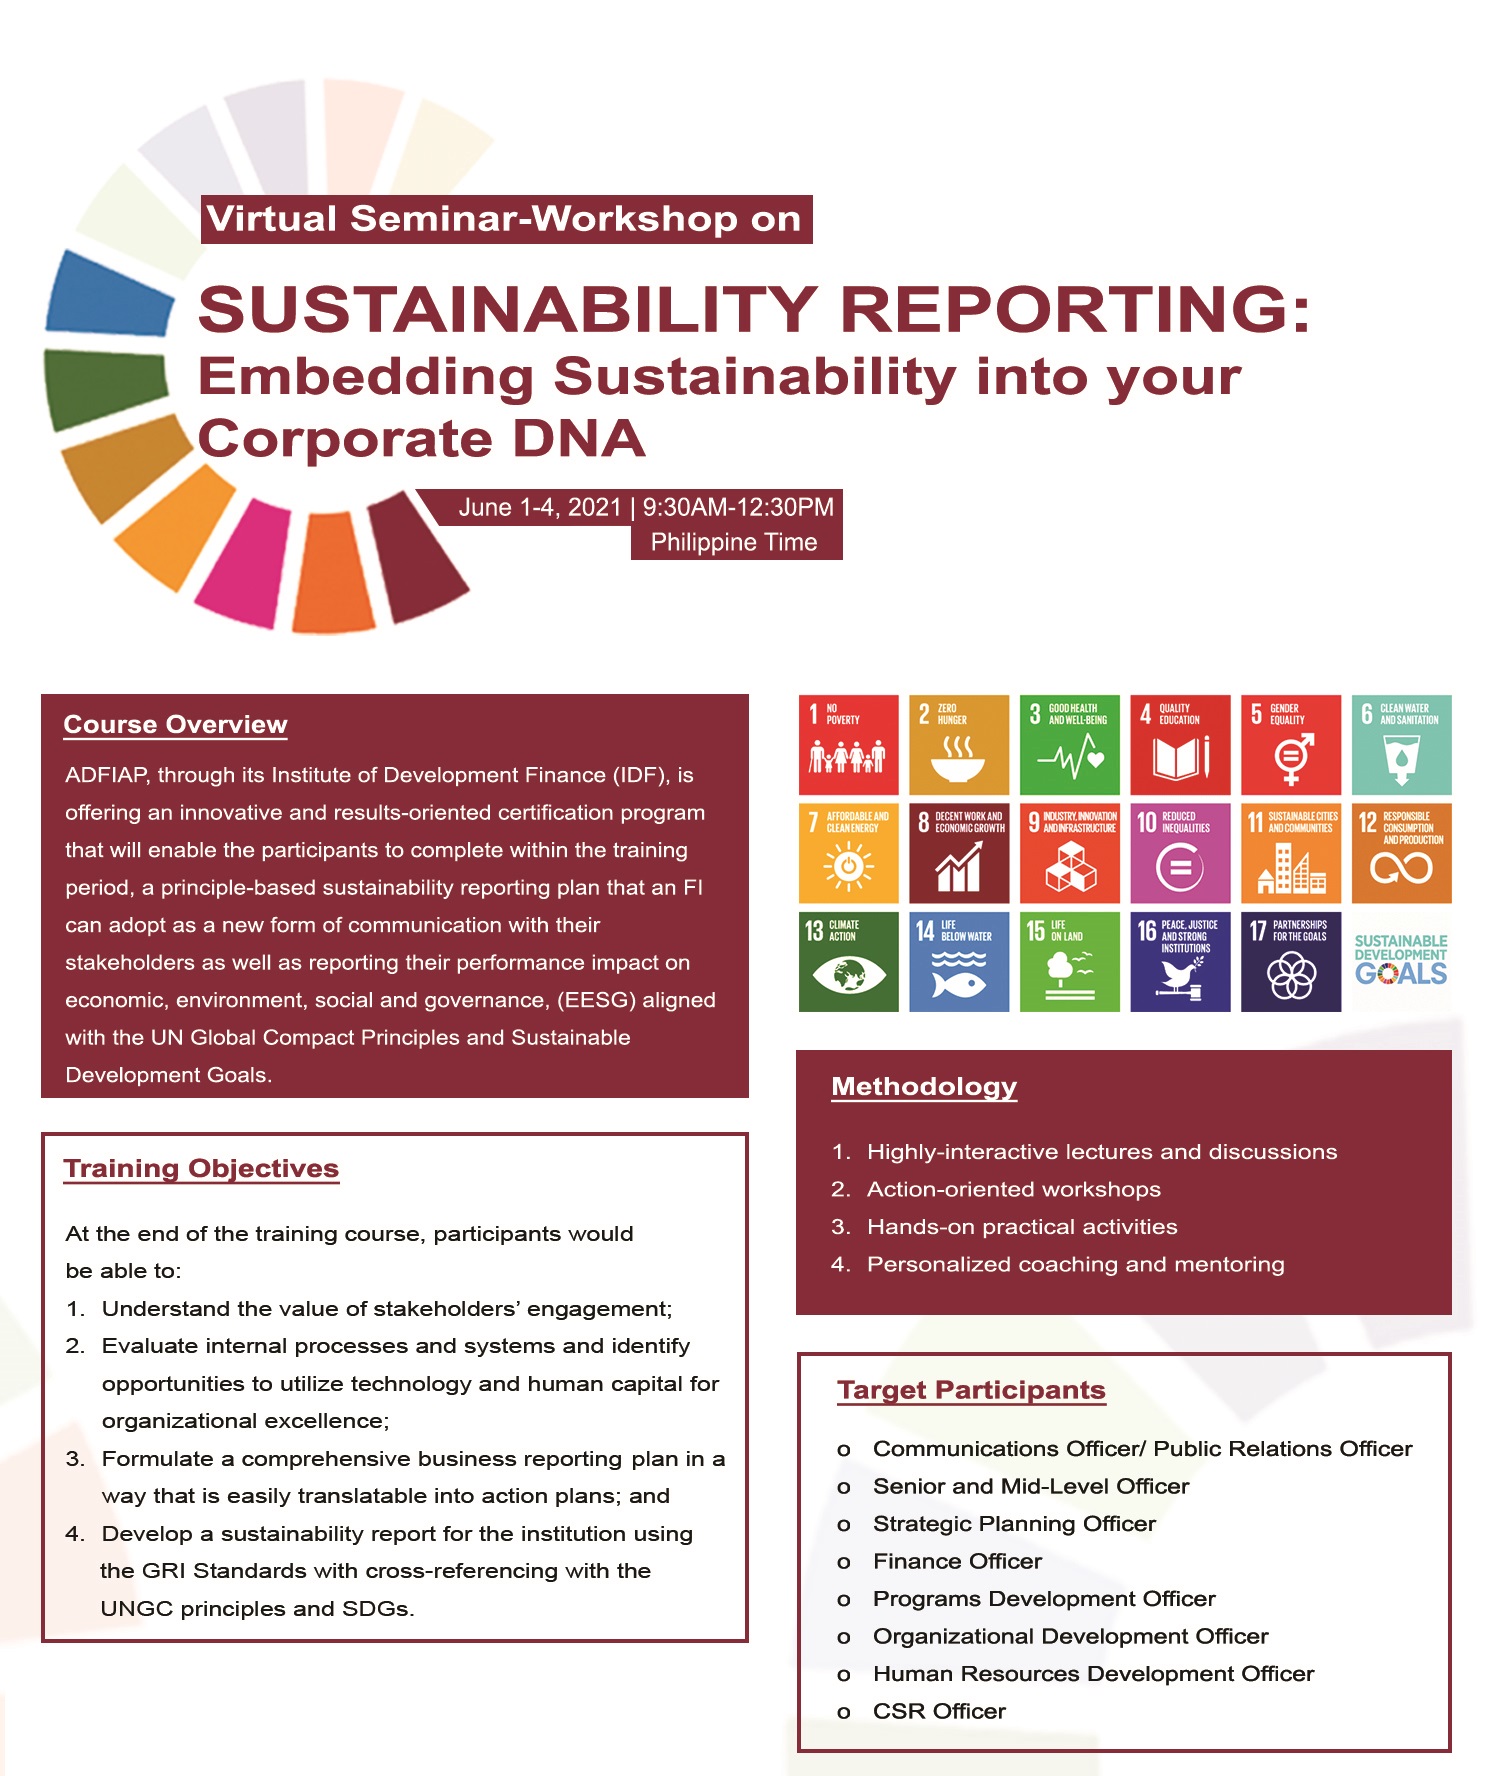 Virtual Seminar-Workshop on
SUSTAINABILITY REPORTING:
Embedding Sustainability into your
Corporate DNA
June 1-4, 2021 | 9:30AM-12:30PM
Philippine Time
Course Overview
ADFIAP, through its Institute of Development Finance (IDF), is
offering an innovative and results-oriented certification program
that will enable the participants to complete within the training
period, a principle-based sustainability reporting plan that an FI
can adopt as a new form of communication with their
stakeholders as well as reporting their performance impact on
economic, environment, social and governance, (EESG) aligned
with the UN Global Compact Principles and Sustainable
Development Goals.
Training Objectives
At the end of the training course, participants would
be able to:
1. Understand the value of stakeholders’ engagement;
2. Evaluate internal processes and systems and identify
opportunities to utilize technology and human capital for
organizational excellence;
3. Formulate a comprehensive business reporting plan in a
way that is easily translatable into action plans; and
4. Develop a sustainability report for the institution using
the GRI Standards with cross-referencing with the
UNGC principles and SDGs.
1 NO
POVERTY
2 ZERO
HUNGER
3 GOOD HEALTH
AND WELL-BEING
4 QUALITY
EDUCATION
5 GENDER
EQUALITY
6 CLEAN WATER
AND SANITATION
7 AFFORDABLE AND
CLEAN ENERGY
8 DECENT WORK AND
ECONOMIC GROWTH
9 INDUSTRY, INNOVATION
AND INFRASTRUCTURE
10 REDUCED
INEQUALITIES
11 SUSTAINABLE CITIES
AND COMMUNITIES
12 RESPONSIBLE
CONSUMPTION
AND PRODUCTION
13 CLIMATE
ACTION
14 LIFE
BELOW WATER
15 LIFE
ON LAND
16 PEACE, JUSTICE
AND STRONG
INSTITUTIONS
17 PARTNERSHIPS
FOR THE GOALS
SUSTAINABLE
DEVELOPMENT
GOALS
Methodology
1. Highly-interactive lectures and discussions
2. Action-oriented workshops
3. Hands-on practical activities
4. Personalized coaching and mentoring
Target Participants
o Communications Officer/ Public Relations Officer
o Senior and Mid-Level Officer
o Strategic Planning Officer
o Finance Officer
o Programs Development Officer
o Organizational Development Officer
o Human Resources Development Officer
o CSR Officer